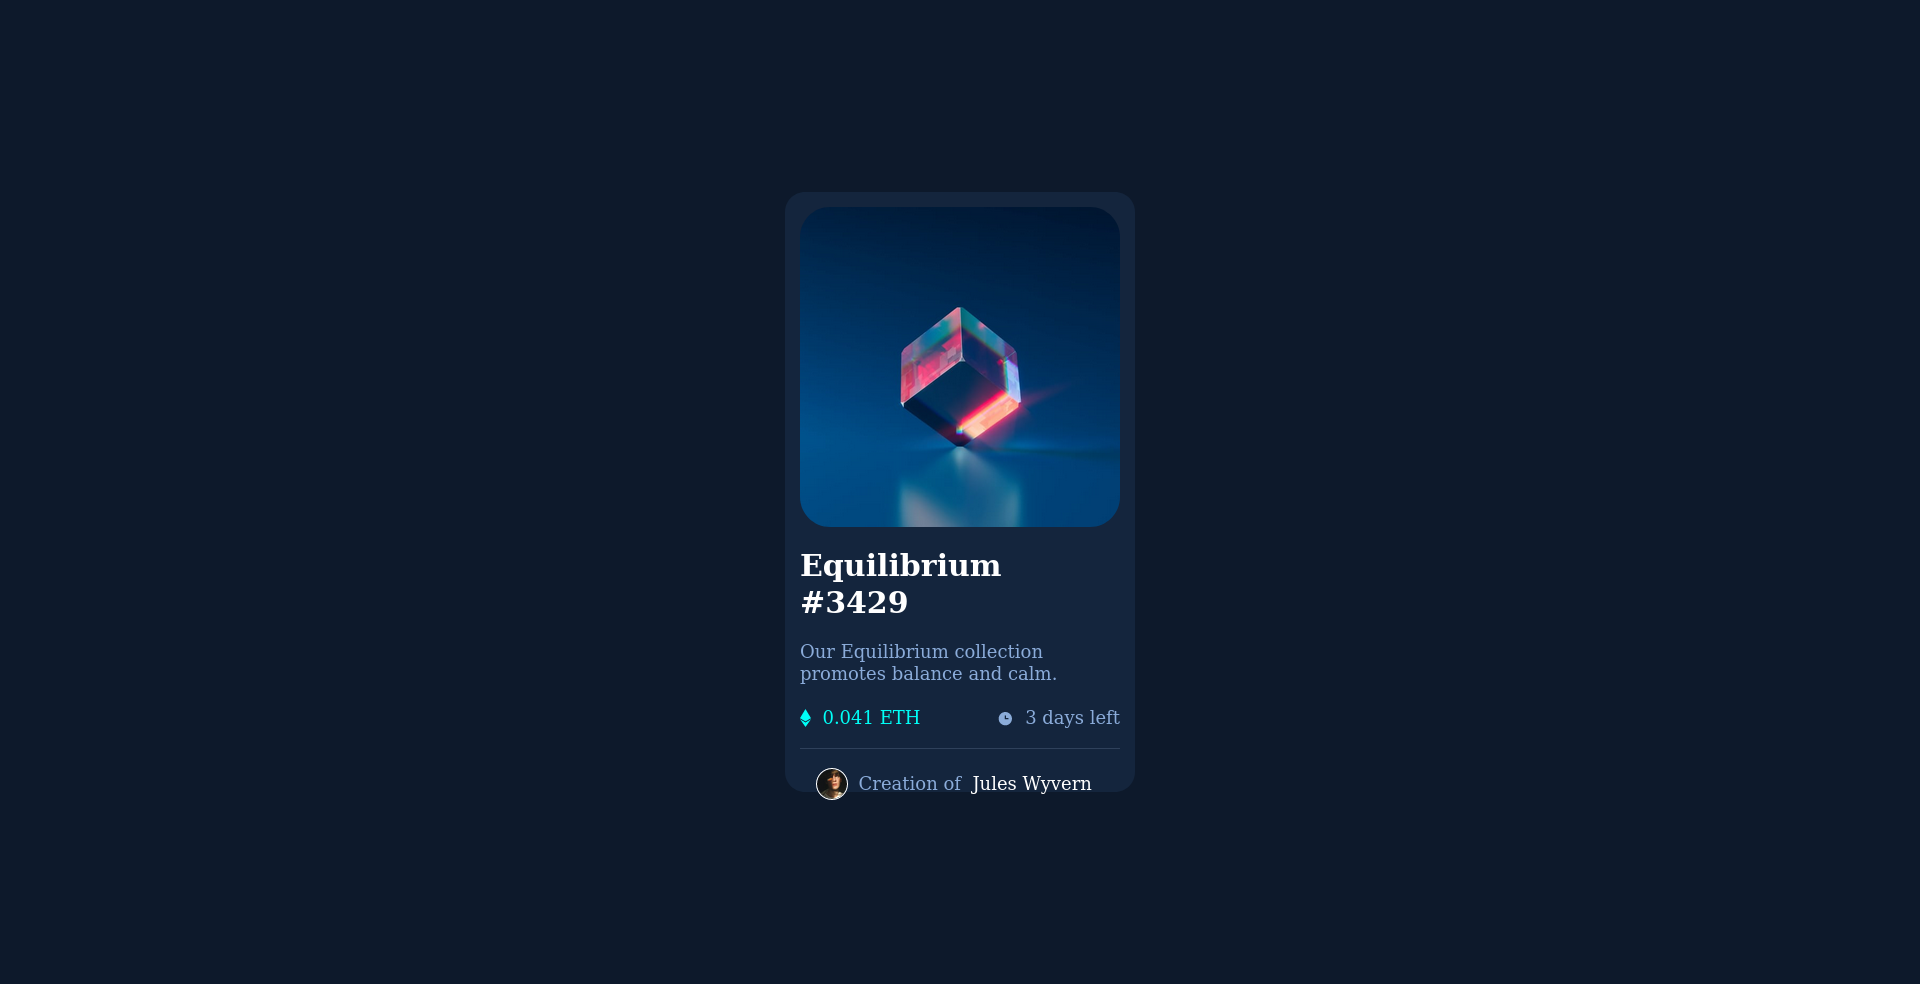 Equilibrium
#3429
Our Equilibrium collection
promotes balance and calm.
0.041 ETH 3 days left
Creation of Jules Wyvern